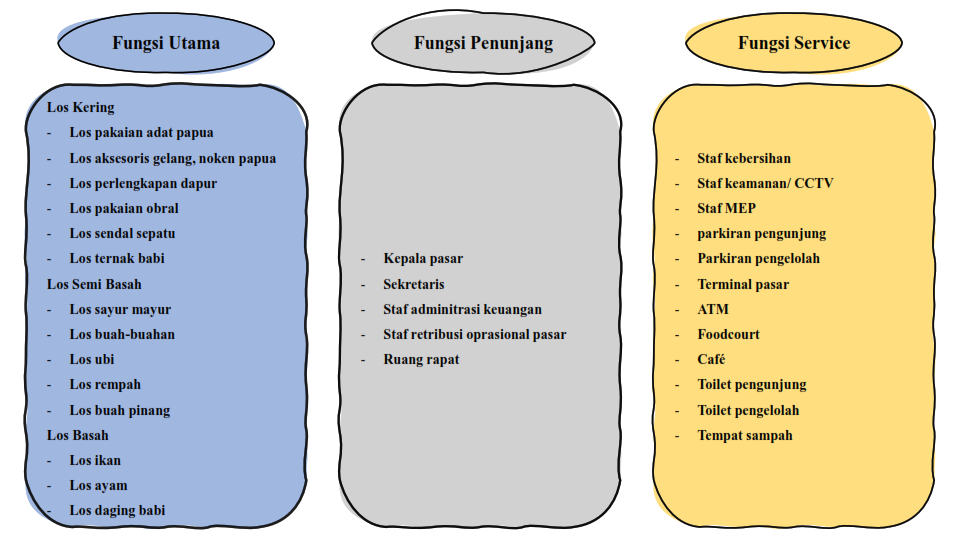 Fungsi Utama
Los Kering
- Los pakaian adat papua
- Los aksesoris gelang, noken papua
- Los perlengkapan dapur
- Los pakaian obral
- Los sendal sepatu
- Los ternak babi
Los Semi Basah
- Los sayur mayur
- Los buah-buahan
- Los ubi
- Los rempah
- Los buah pinang
Los Basah
- Los ikan
- Los ayam
- Los daging babi
Fungsi Penunjang
- Kepala pasar
- Sekretaris
- Staf adminitrasi keuangan
- Staf retribusi oprasional pasar
- Ruang rapat
Fungsi Service
- Staf kebersihan
- Staf keamanan/ CCTV
- Staf MEP
- parkiran pengunjung
- Parkiran pengelolah
- Terminal pasar
- ATM
- Foodcourt
- Café
- Toilet pengunjung
- Toilet pengelolah
- Tempat sampah